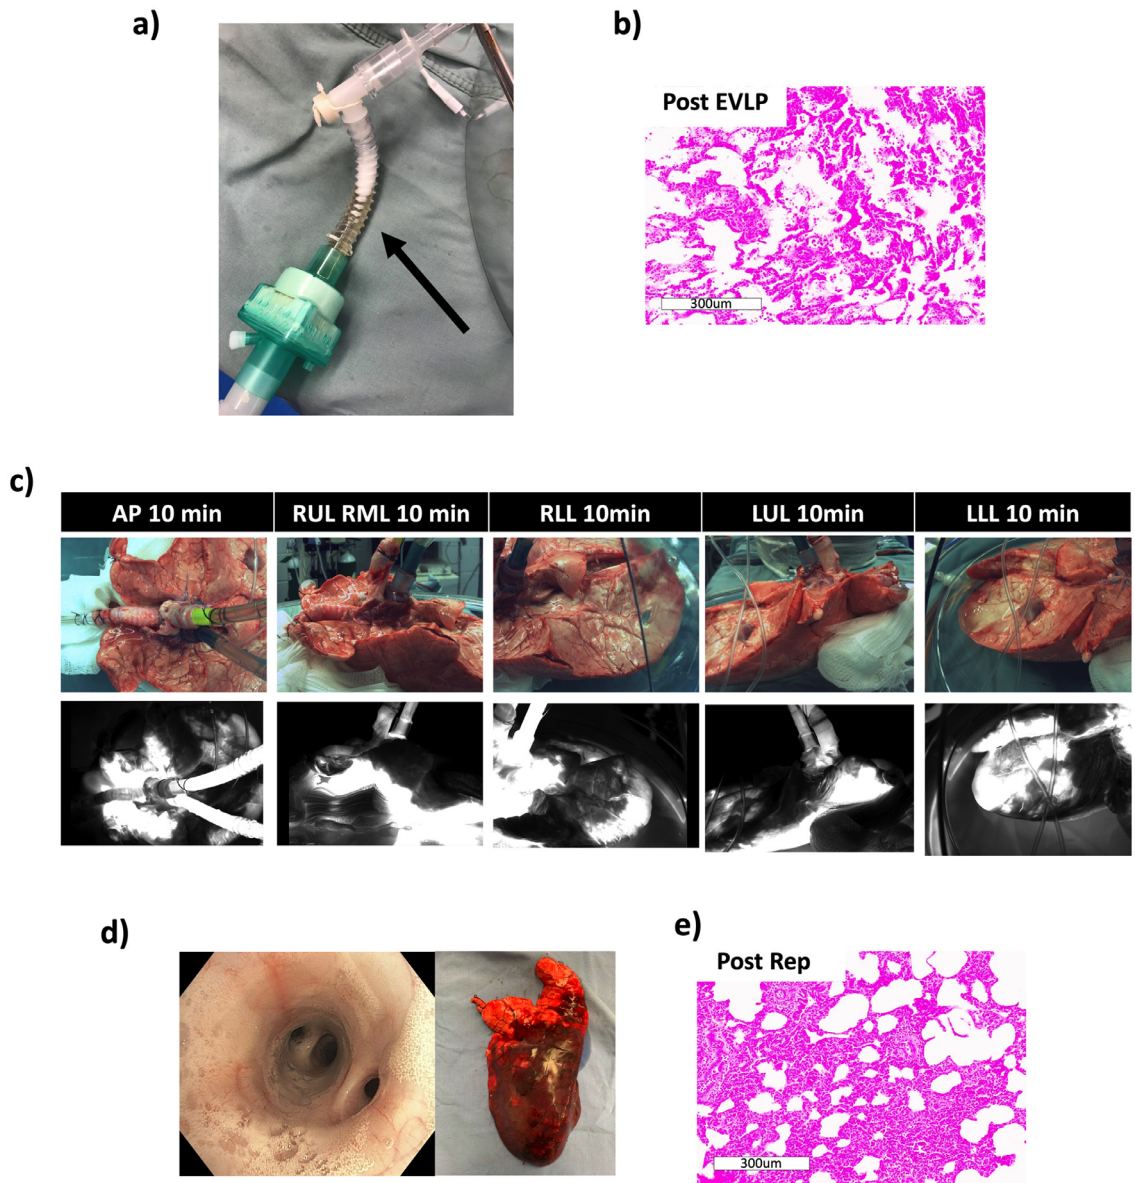 a)
b)
Post EVLP
300um
c)
AP 10 min
RUL RML 10 min
RLL 10min
LUL 10min
LLL 10 min
d)
e)
Post Rep
300um